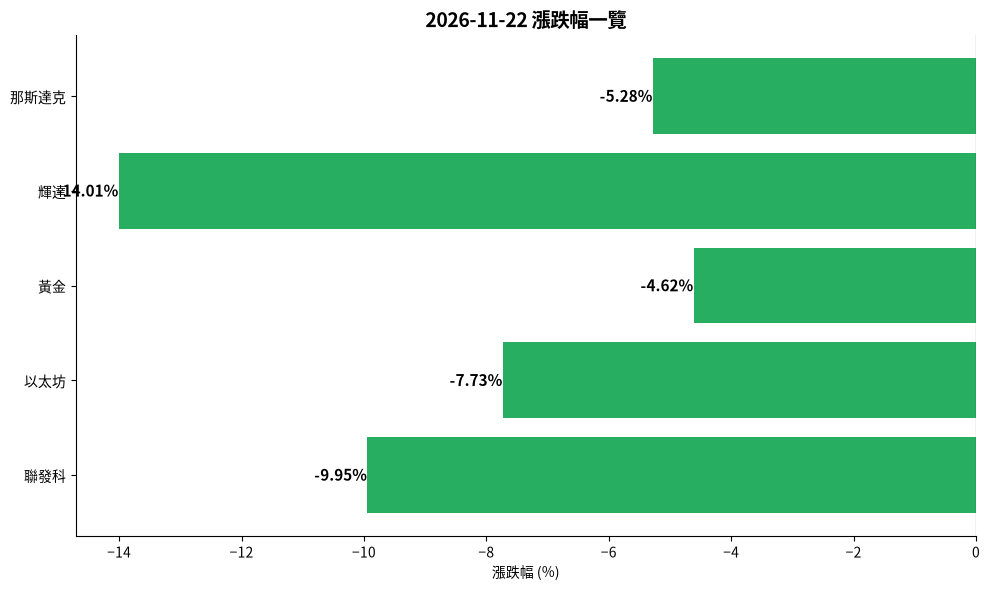 2026-11-22 漲跌幅一覽
那斯達克
-5.28%
輝達
-14.01%
黃金
-4.62%
以太坊
-7.73%
聯發科
-9.95%
−14 −12 −10 −8 −6 −4 −2 0
漲跌幅 (%)